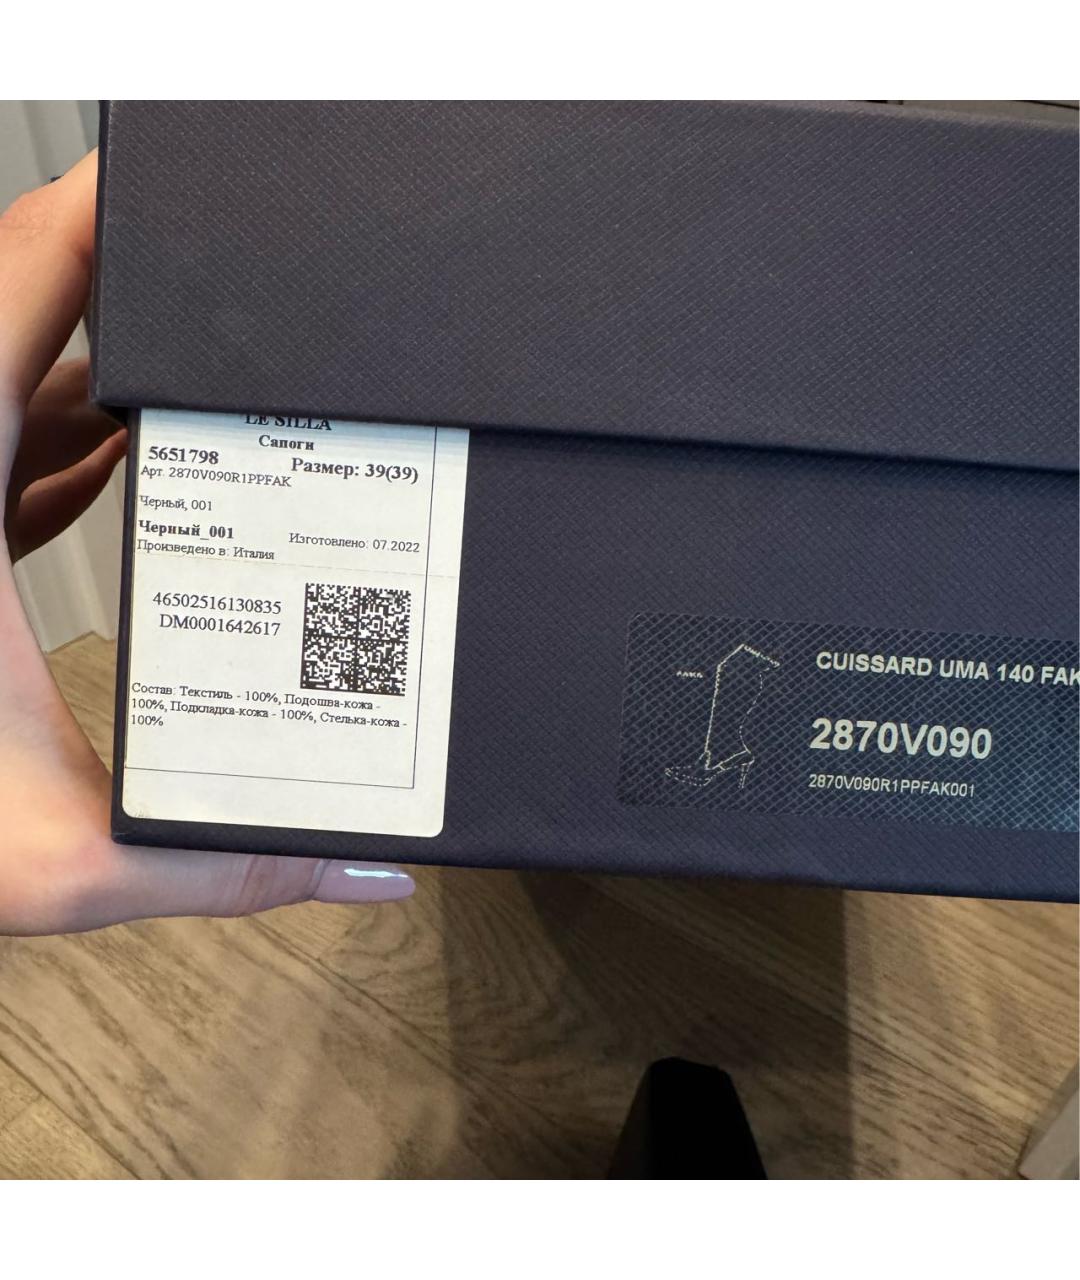 LE SILLA
Сапоги
5651798
Размер: 39(39)
Арт. 2870V090R1PPFAK
Черный, 001
Черный_001
Изготовлено: 07.2022
Произведено в: Италия
46502516130835
DM0001642617
Состав: Текстиль - 100%, Подошва-кожа -
100%, Подкладка-кожа - 100%, Стелька-кожа -
100%
CUISSARD UMA 140 FAK
2870V090
2870V090R1PPFAK001